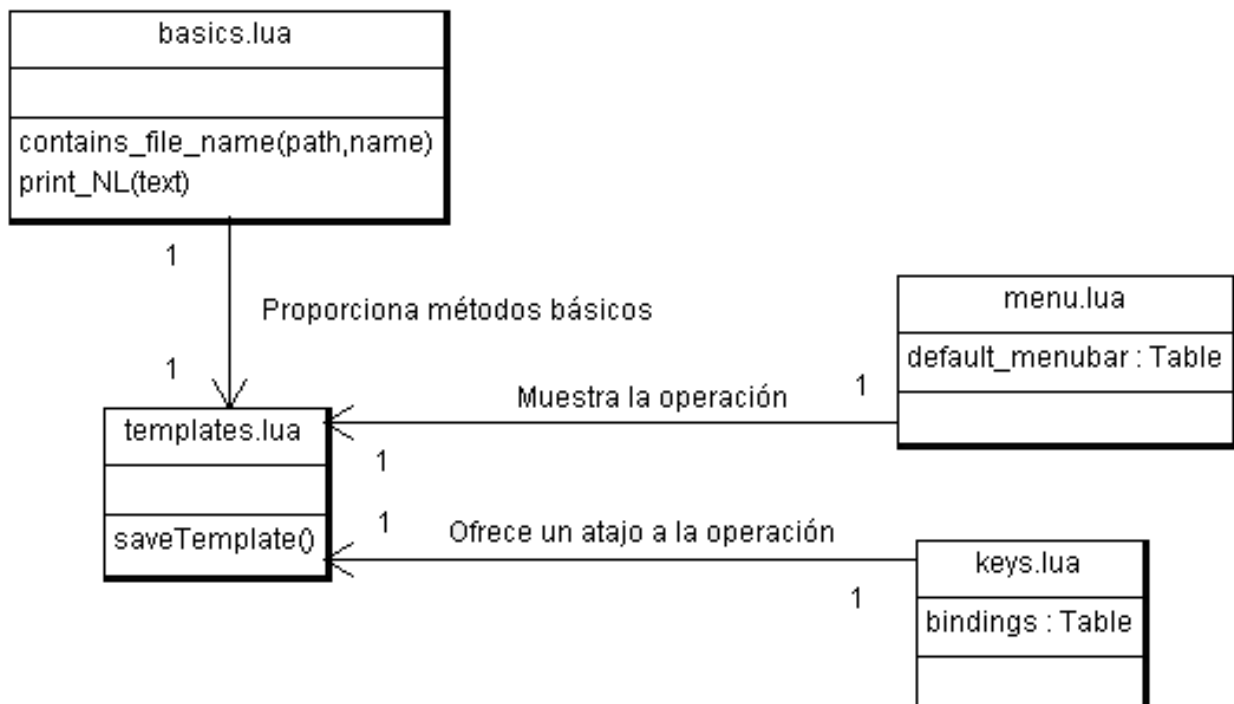 basics.lua
contains_file_name(path,name)
print_NL(text)
1
Proporciona métodos básicos
1
menu.lua
default_menubar : Table
1
Muestra la operación
1
templates.lua
saveTemplate()
1
Ofrece un atajo a la operación
1
keys.lua
bindings : Table